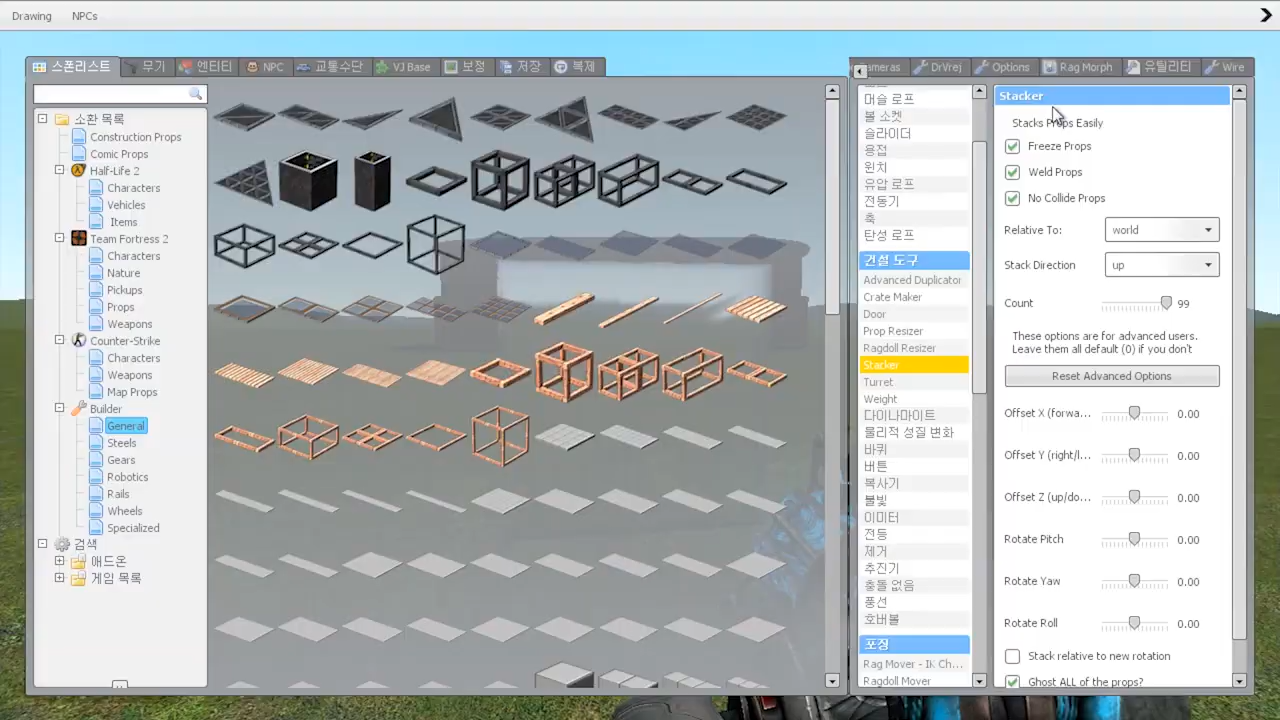 Drawing NPCs
스폰리스트 무기 엔티티 NPC 교통수단 VJ Base 보정 저장 복제
DrVrej Options Rag Morph 유틸리티 Wire
소환 목록
Construction Props
Comic Props
Half-Life 2
Characters
Vehicles
Items
Team Fortress 2
Characters
Nature
Pickups
Props
Weapons
Counter-Strike
Characters
Weapons
Map Props
Builder
General
Steels
Gears
Robotics
Rails
Wheels
Specialized
검색
애드온
게임 목록
머슬 로프
볼 소켓
슬라이더
용접
윈치
유압 로프
전동기
축
탄성 로프
건설 도구
Advanced Duplicator
Crate Maker
Door
Prop Resizer
Ragdoll Resizer
Stacker
Turret
Weight
다이나마이트
물리적 성질 변화
바퀴
버튼
복사기
불빛
이미터
전등
제거
추진기
충돌 없음
풍선
호버볼
포징
Rag Mover - IK Ch...
Ragdoll Mover
Stacker
Stacks Props Easily
Freeze Props
Weld Props
No Collide Props
Relative To: world
Stack Direction up
Count 99
These options are for advanced users.
Leave them all default (0) if you don't
Reset Advanced Options
Offset X (forwa... 0.00
Offset Y (right/l... 0.00
Offset Z (up/do... 0.00
Rotate Pitch 0.00
Rotate Yaw 0.00
Rotate Roll 0.00
Stack relative to new rotation
Ghost ALL of the props?